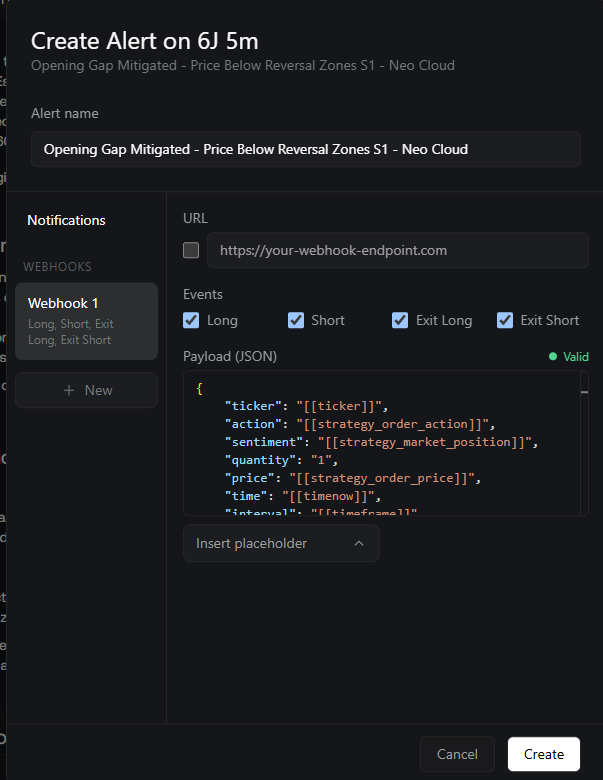 Create Alert on 6J 5m
Opening Gap Mitigated - Price Below Reversal Zones S1 - Neo Cloud
Alert name
Opening Gap Mitigated - Price Below Reversal Zones S1 - Neo Cloud
Notifications
WEBHOOKS
Webhook 1
Long, Short, Exit
Long, Exit Short
+ New
URL
https://your-webhook-endpoint.com
Events
Long
Short
Exit Long
Exit Short
Payload (JSON)
Valid
{
"ticker": "[[ticker]]",
"action": "[[strategy_order_action]]",
"sentiment": "[[strategy_market_position]]",
"quantity": "1",
"price": "[[strategy_order_price]]",
"time": "[[timenow]]",
"interval": "[[timeframe]]"
Insert placeholder
Cancel
Create